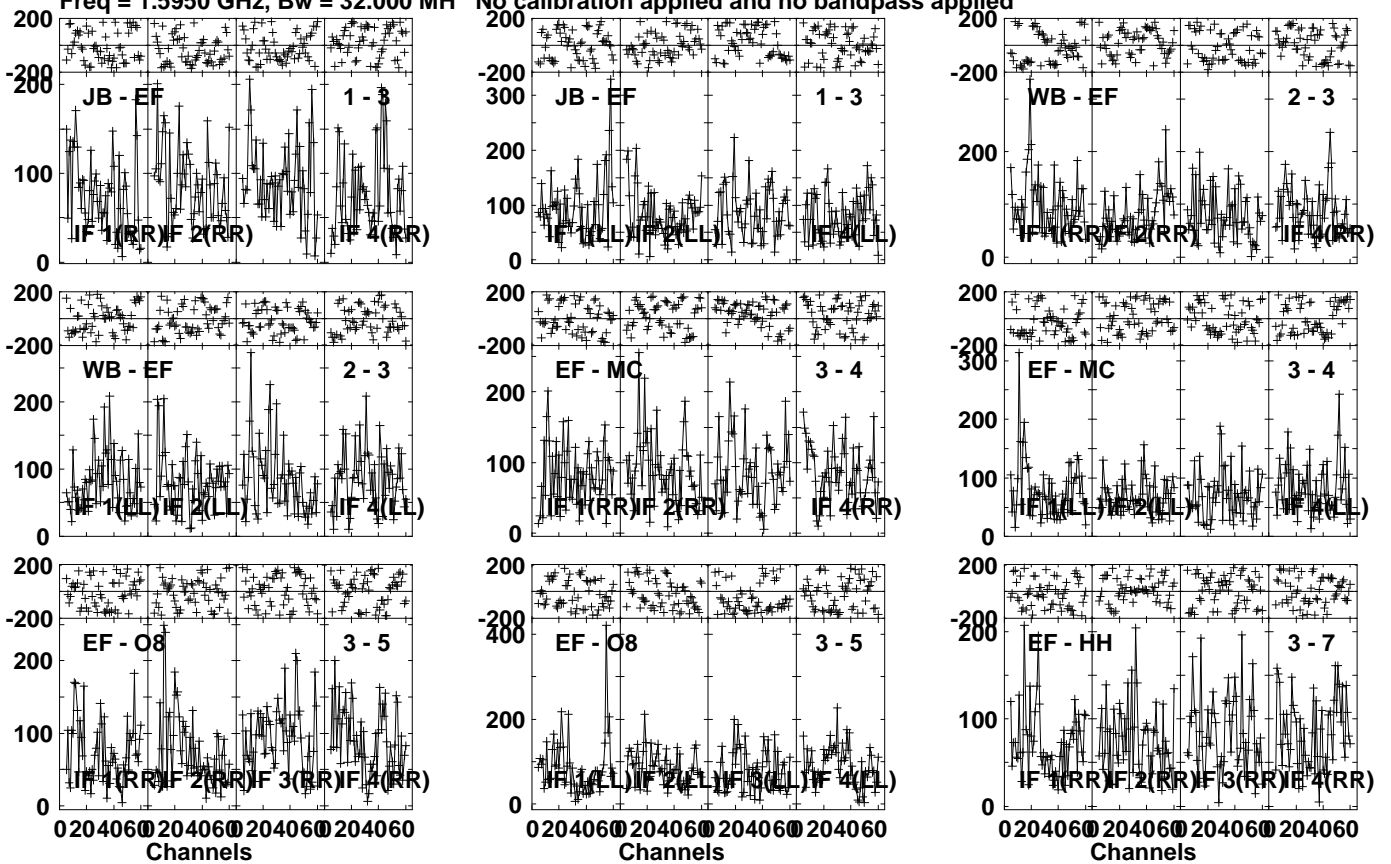 Freq = 1.5950 GHz, Bw = 32.000 MH No calibration applied and no bandpass applied
200
-200
200
100
0
JB - EF 1 - 3
IF 1(RR) IF 2(RR) IF 4(RR)
200
-200
300
200
100
0
JB - EF 1 - 3
IF 1(LL) IF 2(LL) IF 4(LL)
200
-200
200
0
WB - EF 2 - 3
IF 1(RR) IF 2(RR) IF 4(RR)
200
-200
200
100
0
WB - EF 2 - 3
IF 1(LL) IF 2(LL) IF 4(LL)
200
-200
200
100
0
EF - MC 3 - 4
IF 1(RR) IF 2(RR) IF 4(RR)
200
-200
300
200
100
0
EF - MC 3 - 4
IF 1(LL) IF 2(LL) IF 4(LL)
200
-200
200
100
0
EF - O8 3 - 5
IF 1(RR) IF 2(RR) IF 3(RR) IF 4(RR)
0 20 40 60 0 20 40 60 0 20 40 60 0 20 40 60
Channels
200
-200
400
200
0
EF - O8 3 - 5
IF 1(LL) IF 2(LL) IF 3(LL) IF 4(LL)
0 20 40 60 0 20 40 60 0 20 40 60 0 20 40 60
Channels
200
-200
200
100
0
EF - HH 3 - 7
IF 1(RR) IF 2(RR) IF 3(RR) IF 4(RR)
0 20 40 60 0 20 40 60 0 20 40 60 0 20 40 60
Channels